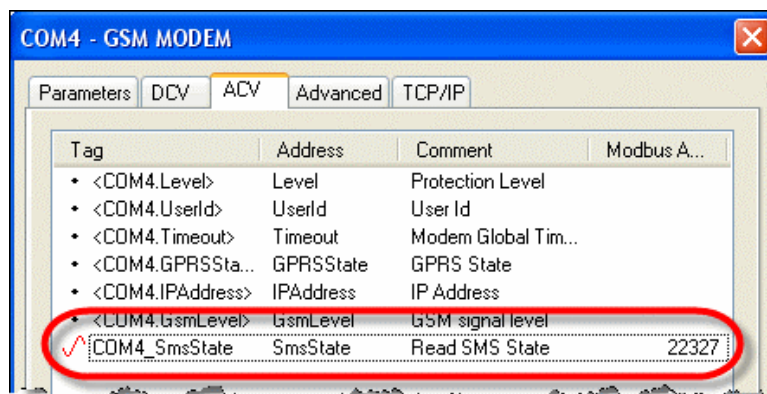 COM4 - GSM MODEM
Parameters DCV ACV Advanced TCP/IP
Tag Address Comment Modbus A...
<COM4.Level> Level Protection Level
<COM4.UserId> UserId User Id
<COM4.Timeout> Timeout Modem Global Tim...
<COM4.GPRSSta... GPRSState GPRS State
<COM4.IPAddress> IPAddress IP Address
<COM4.GsmLevel> GsmLevel GSM signal level
COM4_SmsState SmsState Read SMS State 22327